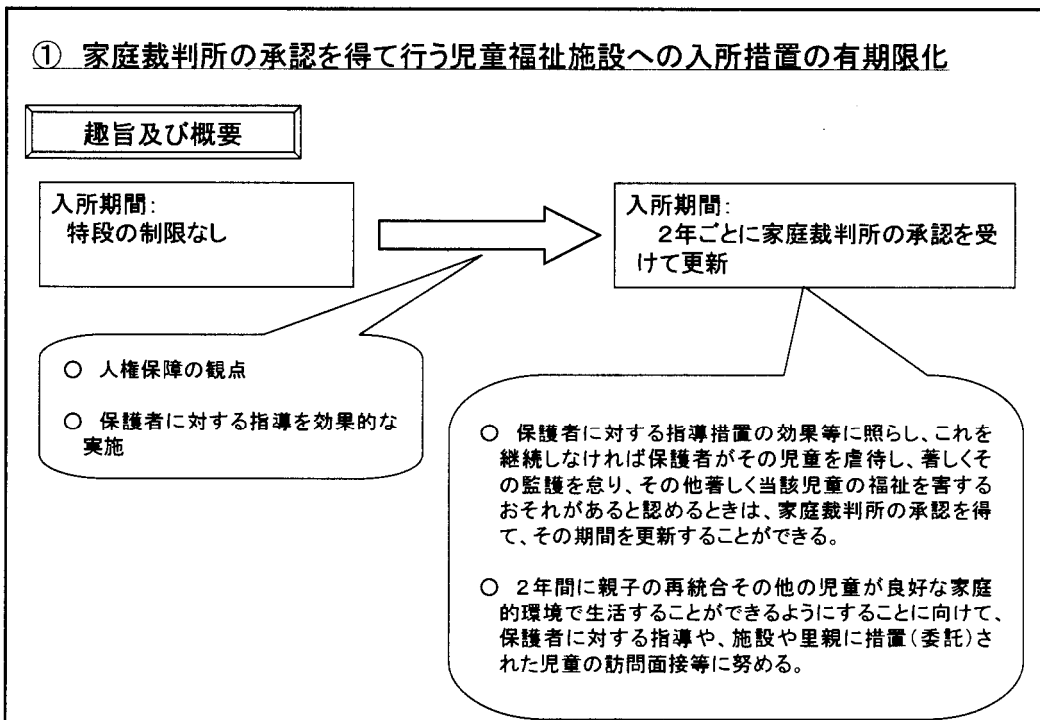 ① 家庭裁判所の承認を得て行う児童福祉施設への入所措置の有期限化
趣旨及び概要
入所期間:
特段の制限なし
入所期間:
2年ごとに家庭裁判所の承認を受
けて更新
○ 人権保障の観点
○ 保護者に対する指導を効果的な
実施
○ 保護者に対する指導措置の効果等に照らし、これを
継続しなければ保護者がその児童を虐待し、著しくそ
の監護を怠り、その他著しく当該児童の福祉を害する
おそれがあると認めるときは、家庭裁判所の承認を得
て、その期間を更新することができる。
○ 2年間に親子の再統合その他の児童が良好な家庭
的環境で生活することができるようにすることに向けて、
保護者に対する指導や、施設や里親に措置(委託)さ
れた児童の訪問面接等に努める。